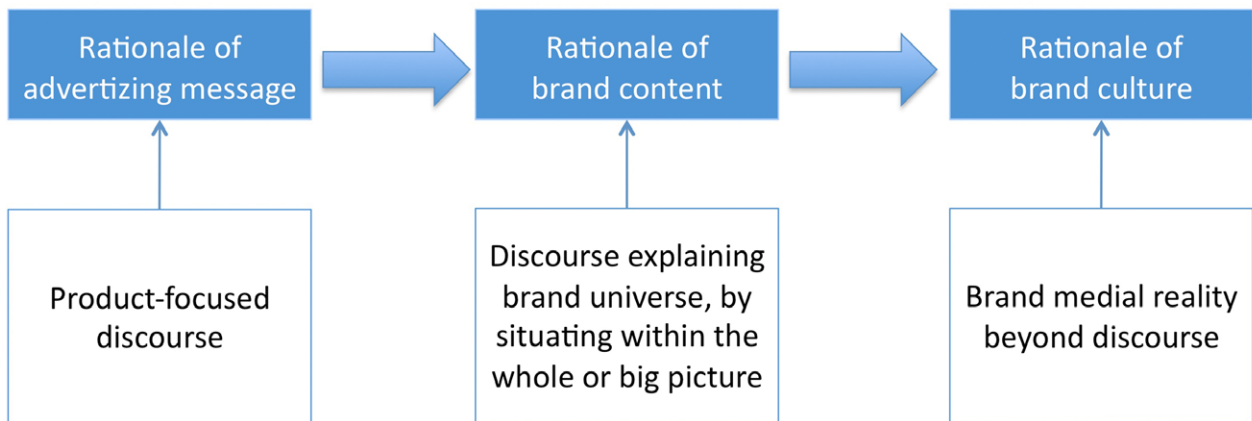 Rationale of
advertizing message
Rationale of
brand content
Rationale of
brand culture
Product-focused
discourse
Discourse explaining
brand universe, by
situating within the
whole or big picture
Brand medial reality
beyond discourse